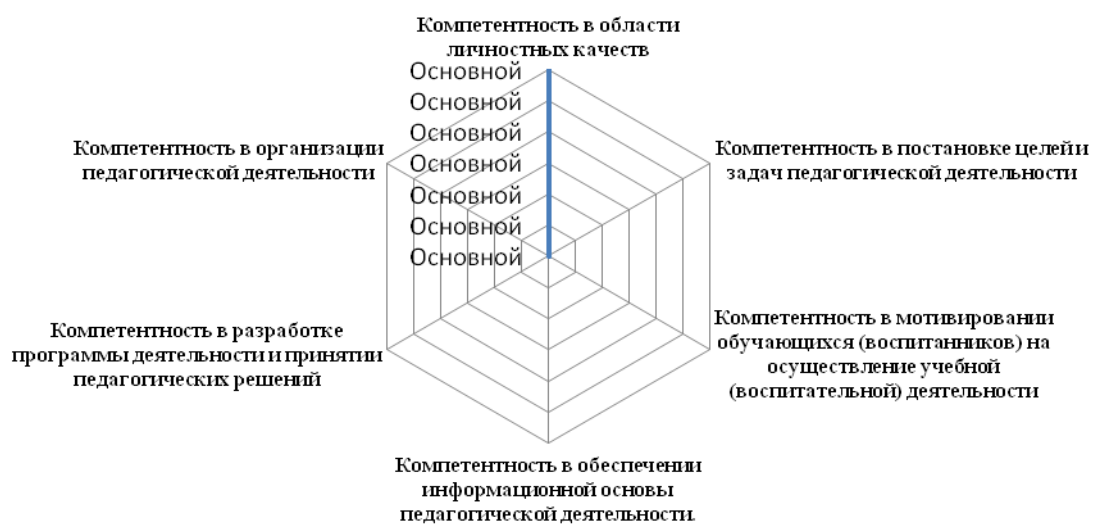 Компетентность в области
личностных качеств
Основной
Основной
Основной
Основной
Основной
Основной
Основной
Компетентность в организации
педагогической деятельности
Компетентность в постановке целей и
задач педагогической деятельности
Компетентность в разработке
программы деятельности и принятии
педагогических решений
Компетентность в мотивировании
обучающихся (воспитанников) на
осуществление учебной
(воспитательной) деятельности
Компетентность в обеспечении
информационной основы
педагогической деятельности.